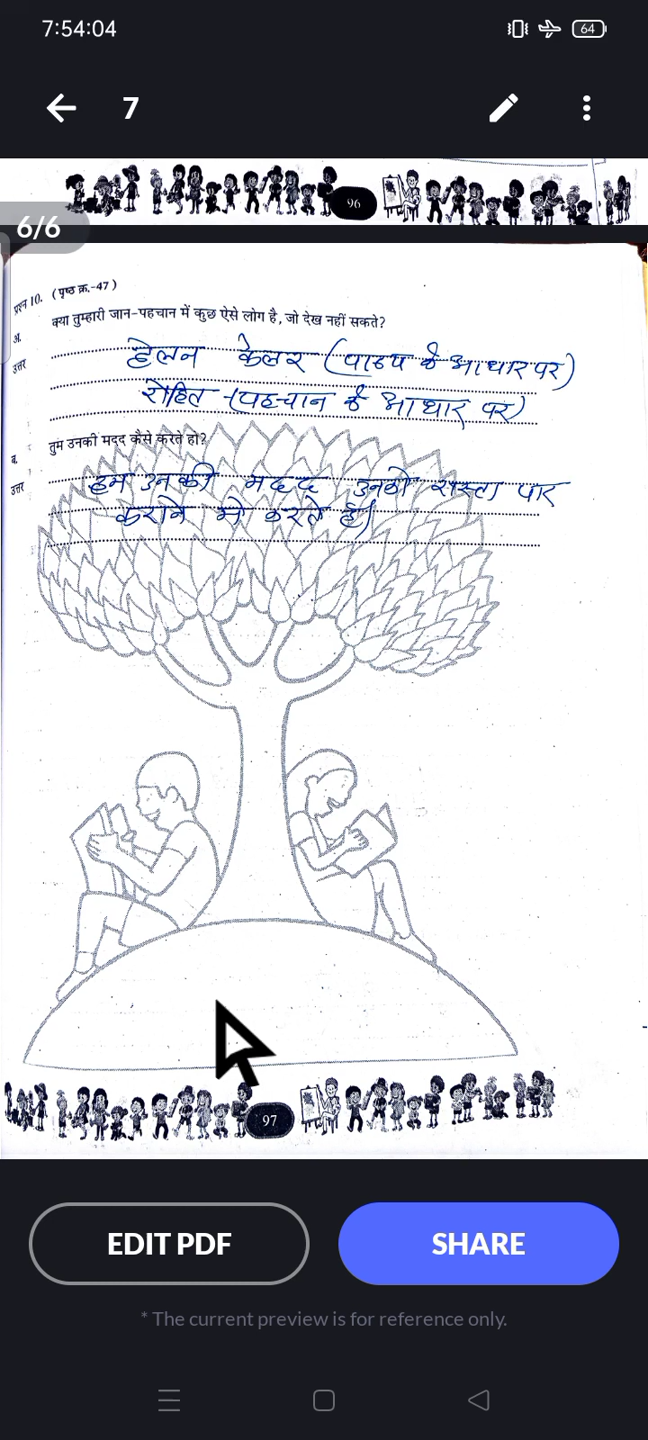 7:54:04
64
7
96
6/6
प्रश्न 10. (पृष्ठ क्र.-47)
अ. क्या तुम्हारी जान-पहचान में कुछ ऐसे लोग है, जो देख नहीं सकते?
उत्तर हेलन केलर (पाठ्य के आधार पर)
रोहित -(पहचान के आधार पर)
ब. तुम उनकी मदद कैसे करते हो?
उत्तर हम उनकी मदद उनको रास्ता पार
कराने मे करते है।
97
EDIT PDF
SHARE
* The current preview is for reference only.